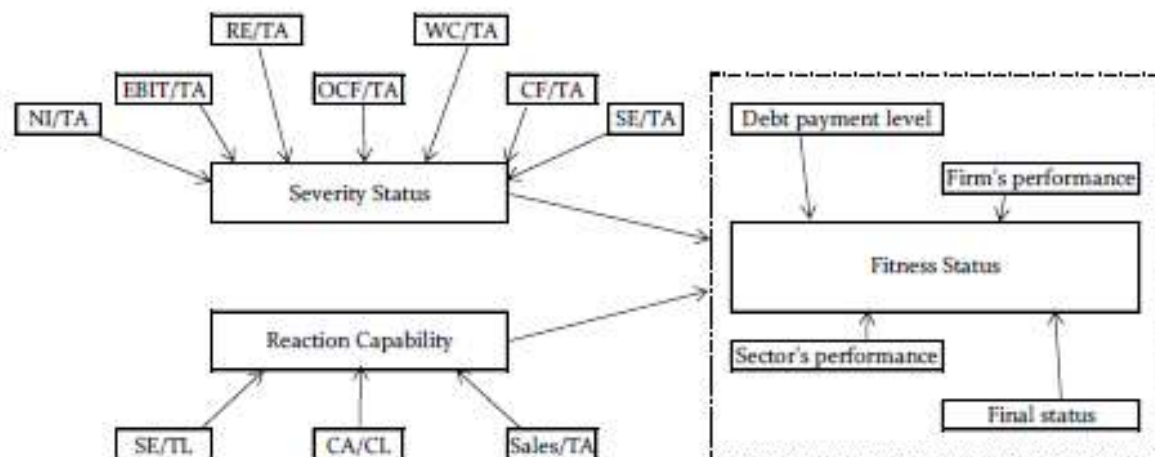 RE/TA
WC/TA
EBIT/TA
OCF/TA
CF/TA
NI/TA
SE/TA
Debt payment level
Firm's performance
Severity Status
Fitness Status
Reaction Capability
Sector's performance
Final status
SE/TL
CA/CL
Sales/TA